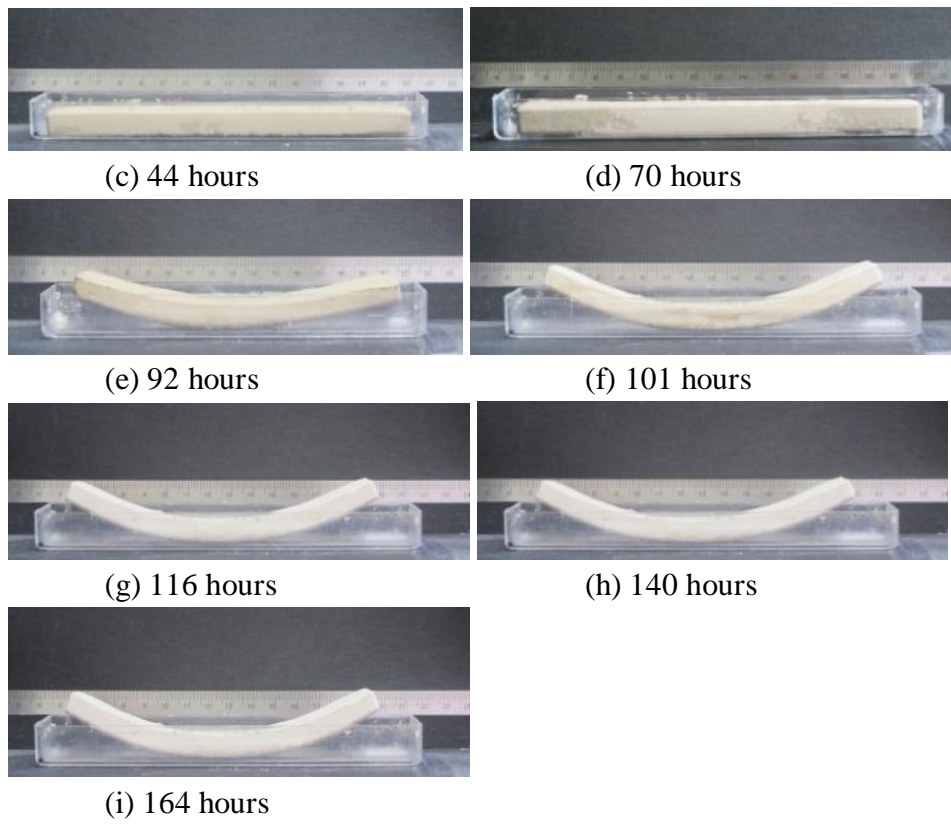 (c) 44 hours
(d) 70 hours
(e) 92 hours
(f) 101 hours
(g) 116 hours
(h) 140 hours
(i) 164 hours